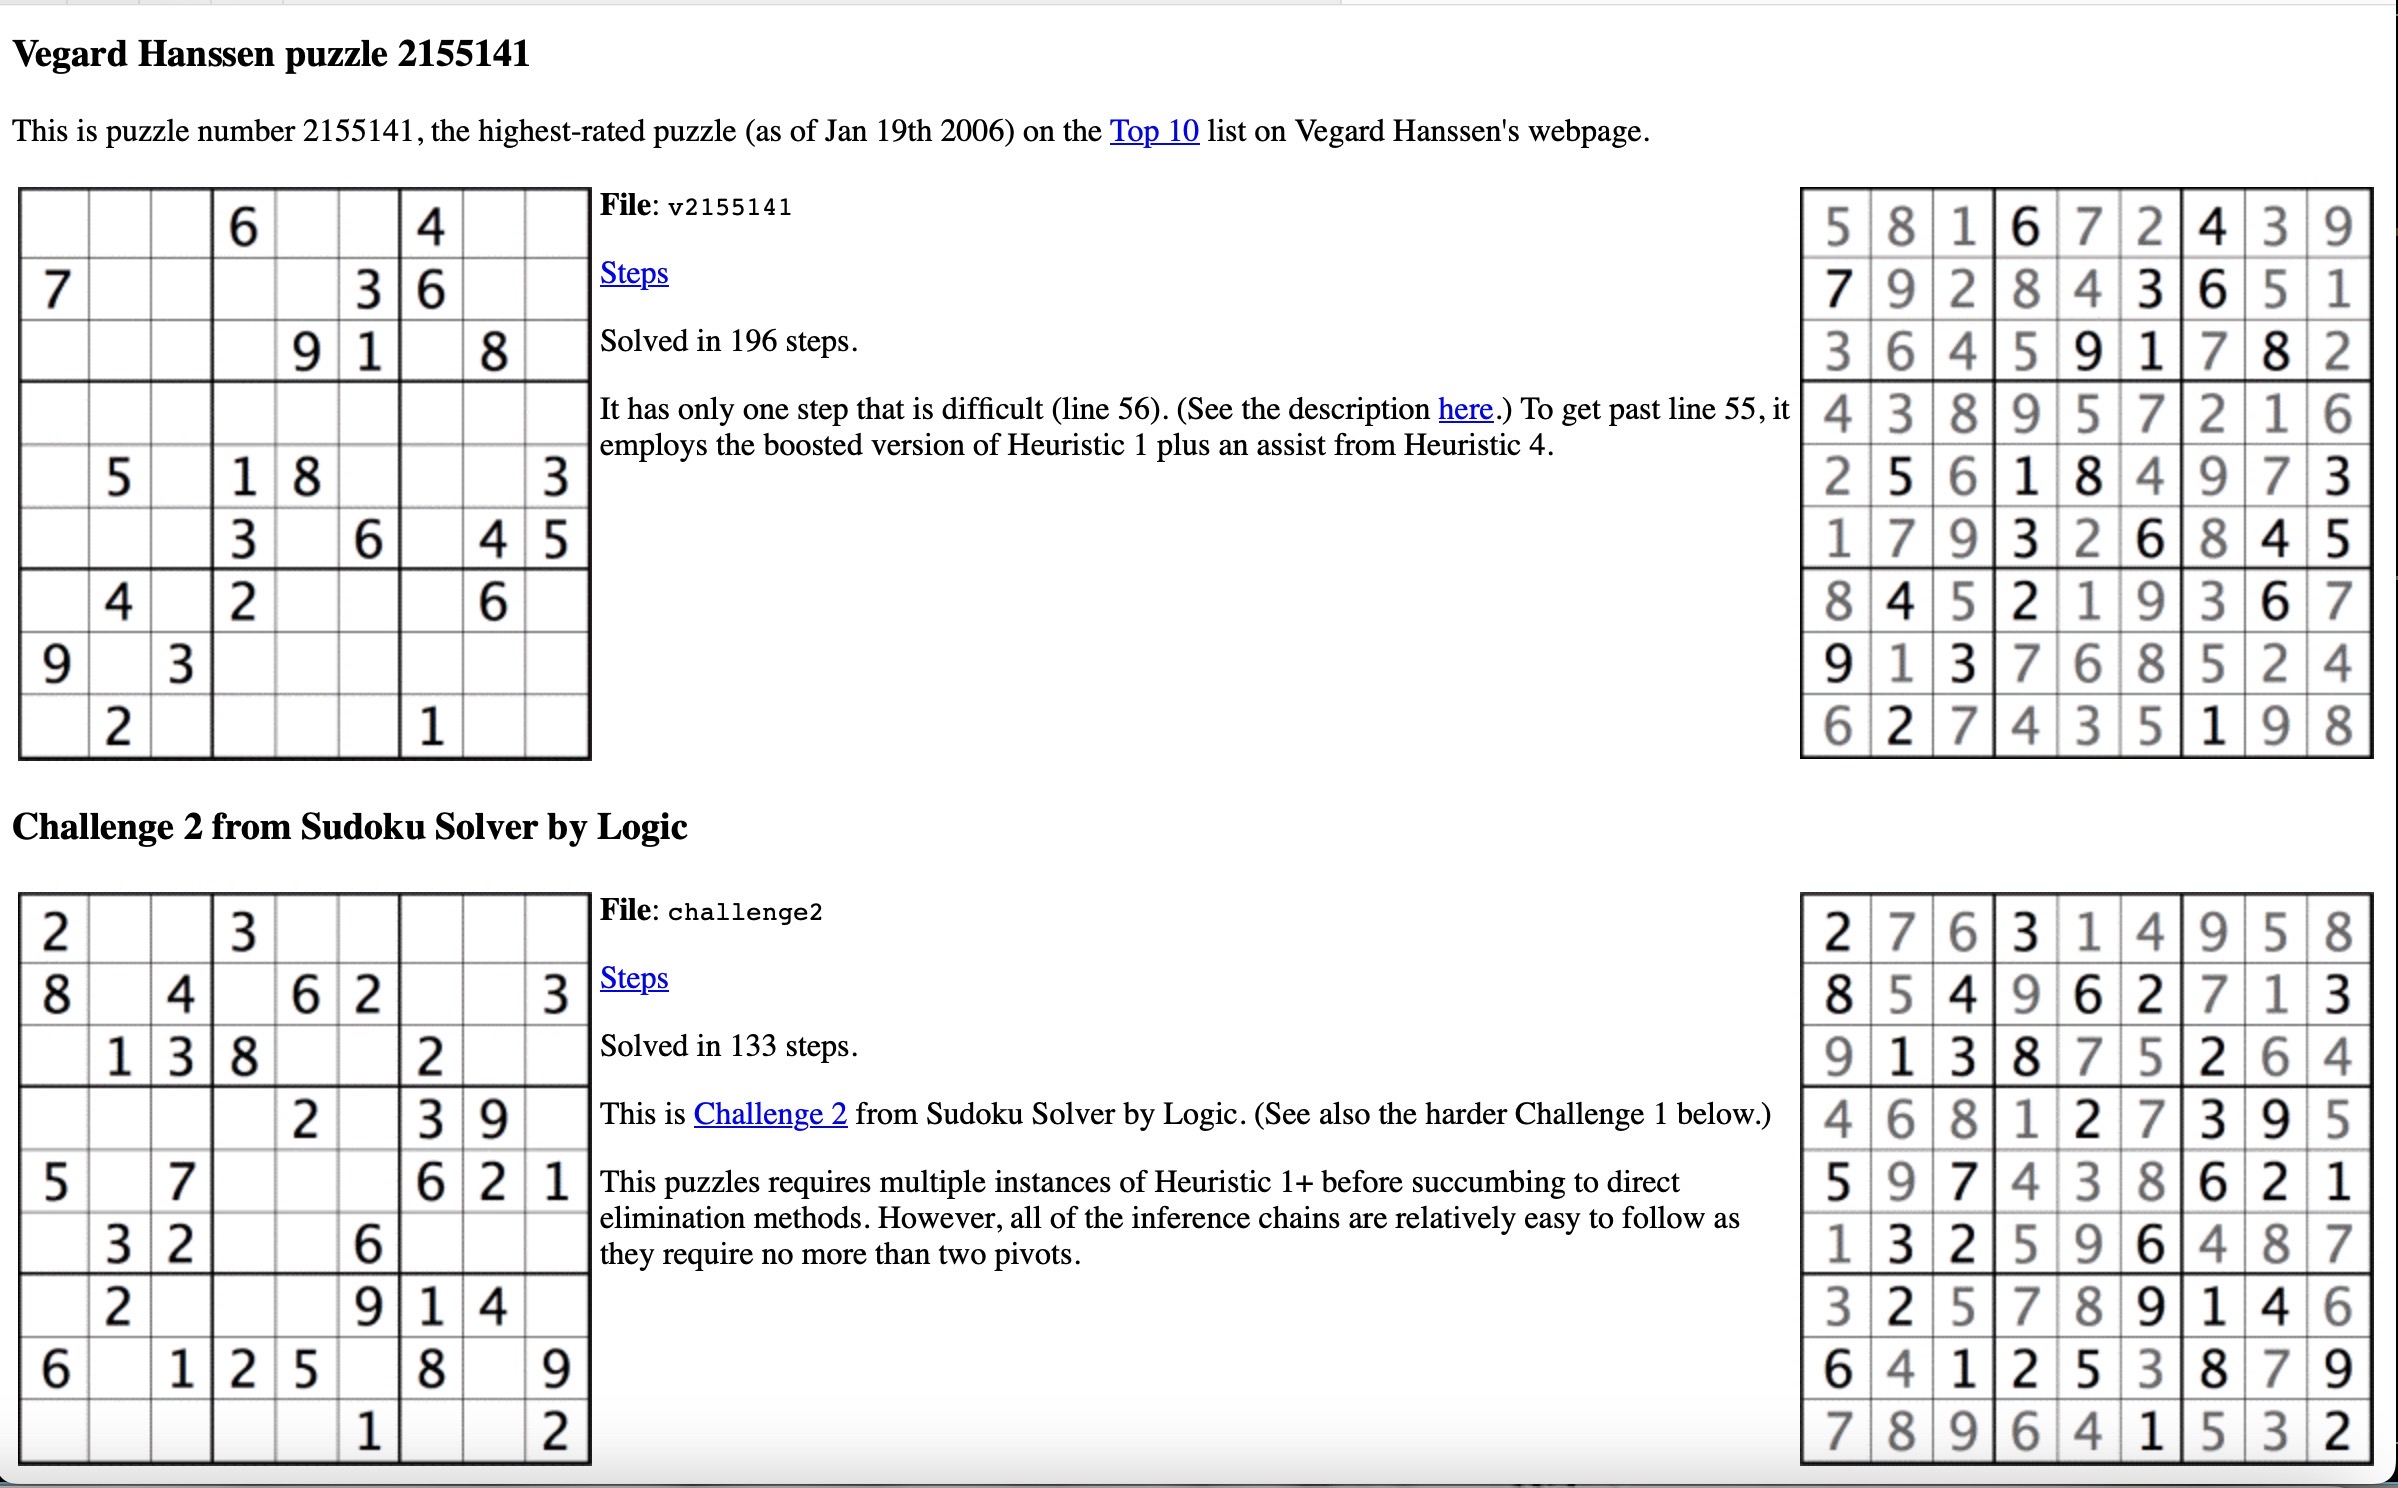 Vegard Hanssen puzzle 2155141
This is puzzle number 2155141, the highest-rated puzzle (as of Jan 19th 2006) on the Top 10 list on Vegard Hanssen's webpage.
6 4
7 3 6
9 1 8
5 1 8 3
3 6 4 5
4 2 6
9 3
2 1
File: v2155141
Steps
Solved in 196 steps.
It has only one step that is difficult (line 56). (See the description here.) To get past line 55, it
employs the boosted version of Heuristic 1 plus an assist from Heuristic 4.
5 8 1 6 7 2 4 3 9
7 9 2 8 4 3 6 5 1
3 6 4 5 9 1 7 8 2
4 3 8 9 5 7 2 1 6
2 5 6 1 8 4 9 7 3
1 7 9 3 2 6 8 4 5
8 4 5 2 1 9 3 6 7
9 1 3 7 6 8 5 2 4
6 2 7 4 3 5 1 9 8
Challenge 2 from Sudoku Solver by Logic
2 3
8 4 6 2 3
1 3 8 2
2 3 9
5 7 6 2 1
3 2 6
2 9 1 4
6 1 2 5 8 9
1 2
File: challenge2
Steps
Solved in 133 steps.
This is Challenge 2 from Sudoku Solver by Logic. (See also the harder Challenge 1 below.)
This puzzles requires multiple instances of Heuristic 1+ before succumbing to direct
elimination methods. However, all of the inference chains are relatively easy to follow as
they require no more than two pivots.
2 7 6 3 1 4 9 5 8
8 5 4 9 6 2 7 1 3
9 1 3 8 7 5 2 6 4
4 6 8 1 2 7 3 9 5
5 9 7 4 3 8 6 2 1
1 3 2 5 9 6 4 8 7
3 2 5 7 8 9 1 4 6
6 4 1 2 5 3 8 7 9
7 8 9 6 4 1 5 3 2